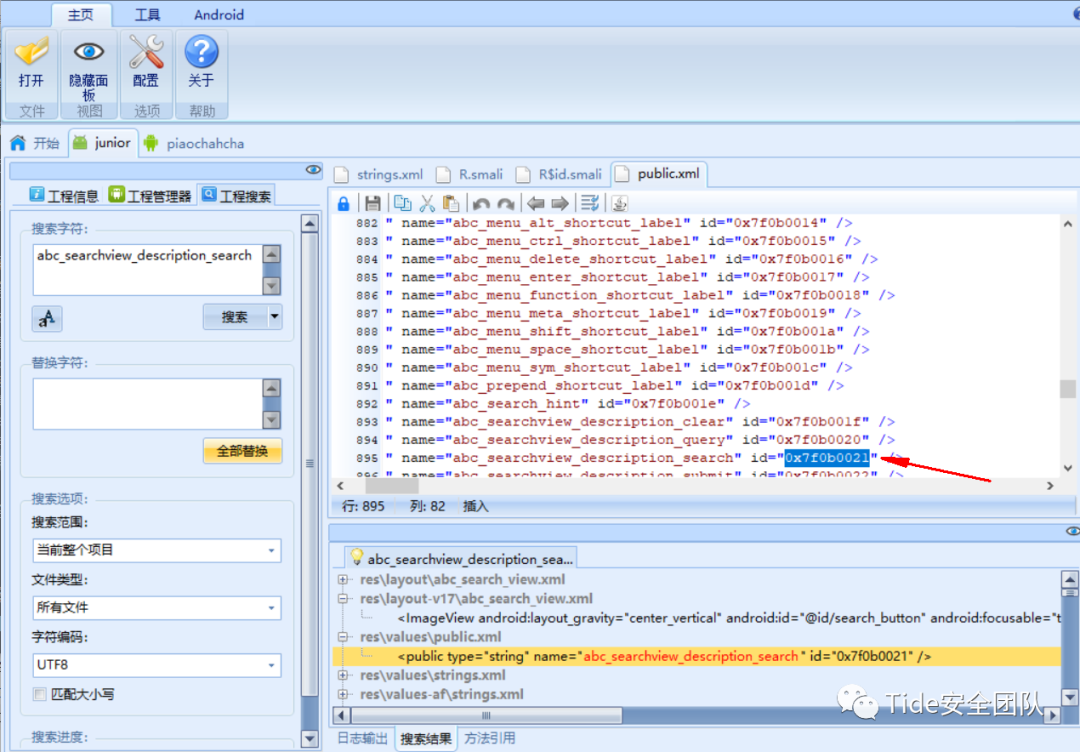 主页 工具 Android
打开 隐藏面板 配置 关于
文件 视图 选项 帮助
开始 junior piaochahcha
工程信息 工程管理器 工程搜索
搜索字符:
abc_searchview_description_search
aA 搜索
替换字符:
全部替换
搜索选项:
搜索范围:
当前整个项目
文件类型:
所有文件
字符编码:
UTF8
匹配大小写
搜索进度:
strings.xml R.smali R$id.smali public.xml
882 " name="abc_menu_alt_shortcut_label" id="0x7f0b0014" />
883 " name="abc_menu_ctrl_shortcut_label" id="0x7f0b0015" />
884 " name="abc_menu_delete_shortcut_label" id="0x7f0b0016" />
885 " name="abc_menu_enter_shortcut_label" id="0x7f0b0017" />
886 " name="abc_menu_function_shortcut_label" id="0x7f0b0018" />
887 " name="abc_menu_meta_shortcut_label" id="0x7f0b0019" />
888 " name="abc_menu_shift_shortcut_label" id="0x7f0b001a" />
889 " name="abc_menu_space_shortcut_label" id="0x7f0b001b" />
890 " name="abc_menu_sym_shortcut_label" id="0x7f0b001c" />
891 " name="abc_prepend_shortcut_label" id="0x7f0b001d" />
892 " name="abc_search_hint" id="0x7f0b001e" />
893 " name="abc_searchview_description_clear" id="0x7f0b001f" />
894 " name="abc_searchview_description_query" id="0x7f0b0020" />
895 " name="abc_searchview_description_search" id="0x7f0b0021" />
896 " name="abc_searchview_description_submit" id="0x7f0b0022" />
行: 895 列: 82 插入
abc_searchview_description_sea...
res\layout\abc_search_view.xml
res\layout-v17\abc_search_view.xml
<ImageView android:layout_gravity="center_vertical" android:id="@id/search_button" android:focusable="t
res\values\public.xml
<public type="string" name="abc_searchview_description_search" id="0x7f0b0021" />
res\values\strings.xml
res\values-af\strings.xml
日志输出 搜索结果 方法引用
Tide安全团队